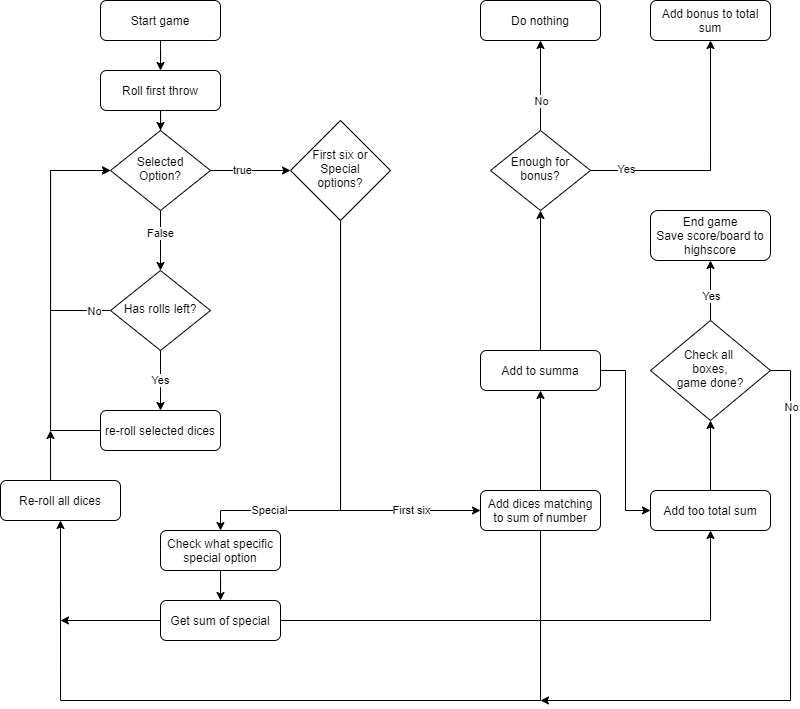 Start game
Do nothing
Add bonus to total
sum
Roll first throw
No
Selected
Option?
true
First six or
Special
options?
Enough for
bonus?
Yes
False
End game
Save score/board to
highscore
Has rolls left?
No
Yes
Yes
Add to summa
Check all
boxes,
game done?
No
re-roll selected dices
Re-roll all dices
Special
First six
Add dices matching
to sum of number
Add too total sum
Check what specific
special option
Get sum of special